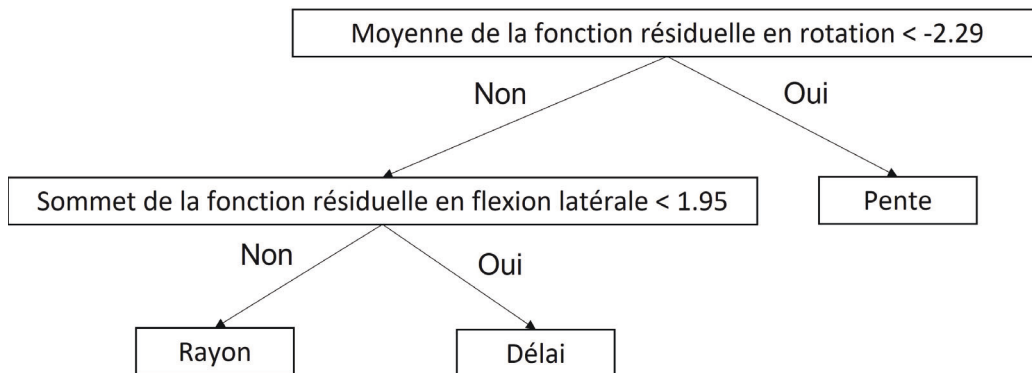 Moyenne de la fonction résiduelle en rotation < -2.29
Non
Oui
Sommet de la fonction résiduelle en flexion latérale < 1.95
Pente
Non
Oui
Rayon
Délai